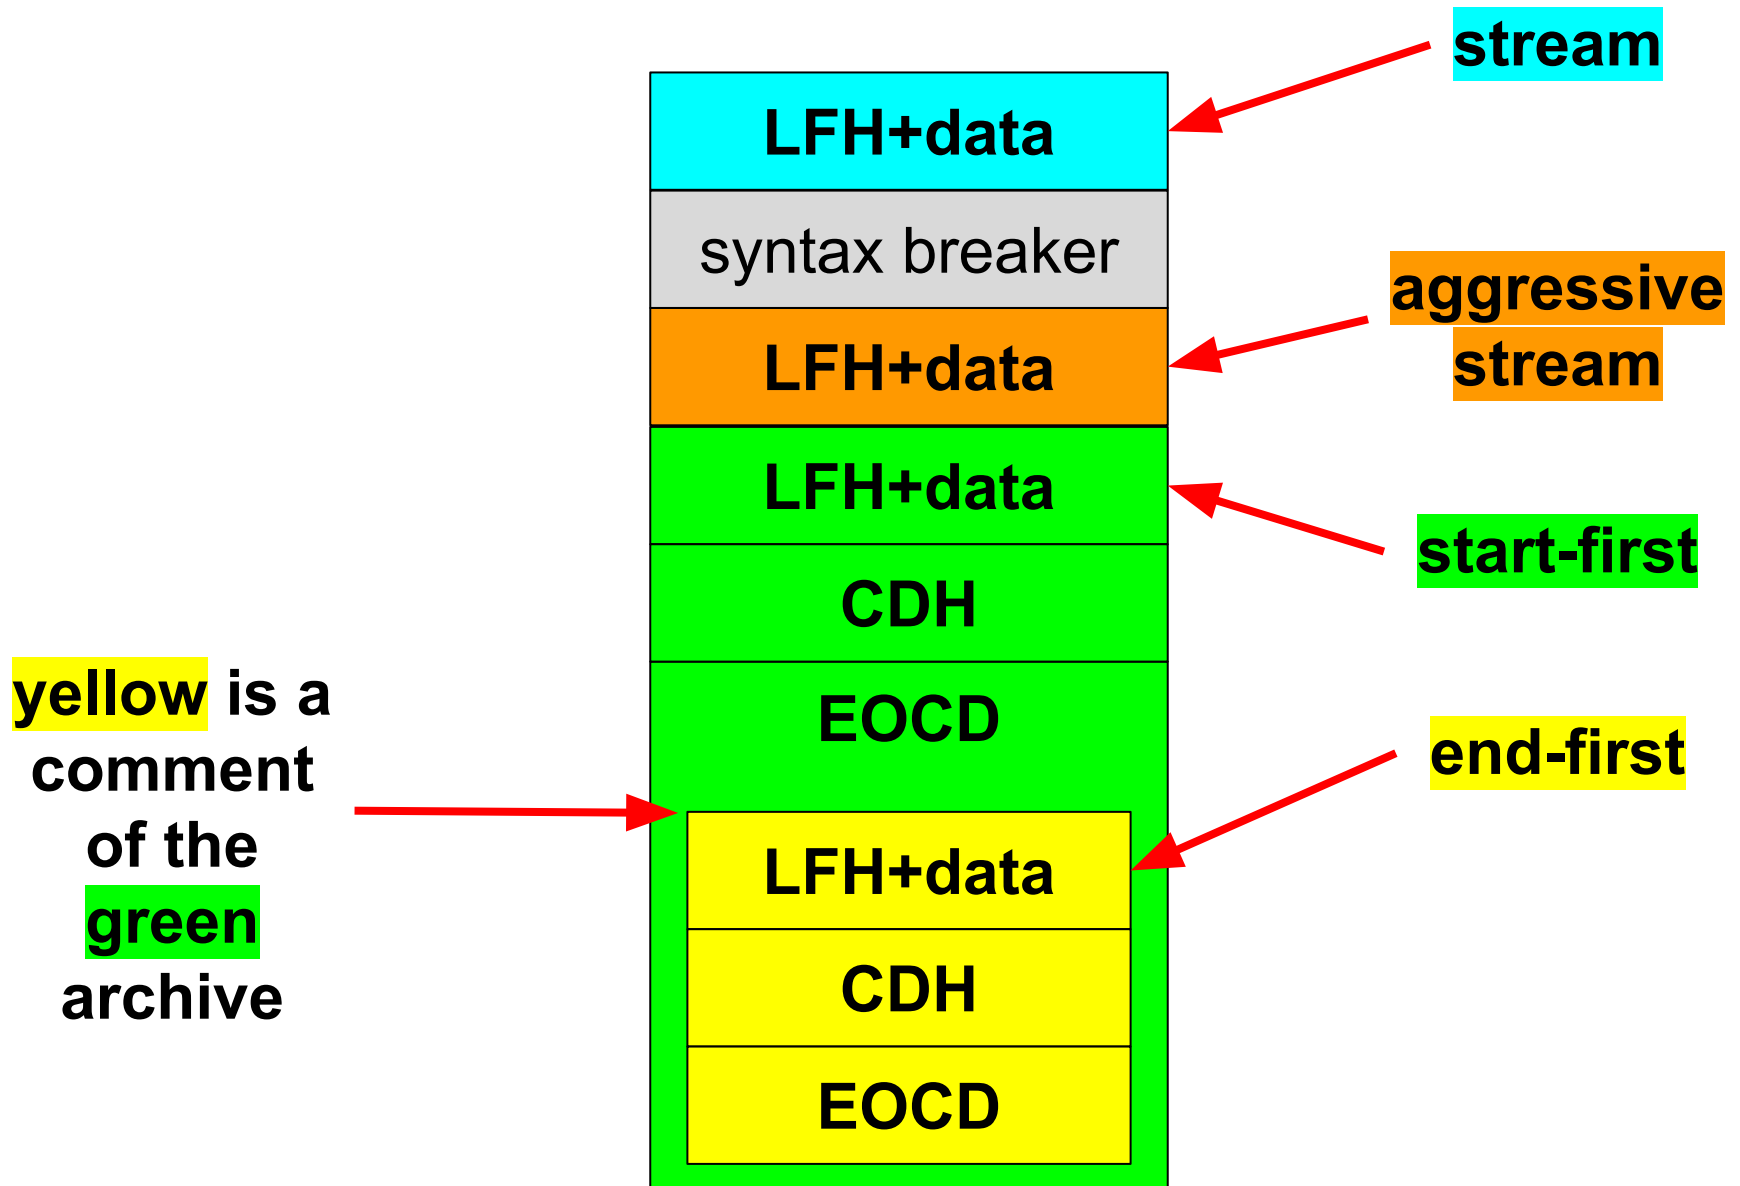 stream
LFH+data
syntax breaker
aggressive
stream
LFH+data
LFH+data
start-first
CDH
EOCD
yellow is a
comment
of the
green
archive
end-first
LFH+data
CDH
EOCD